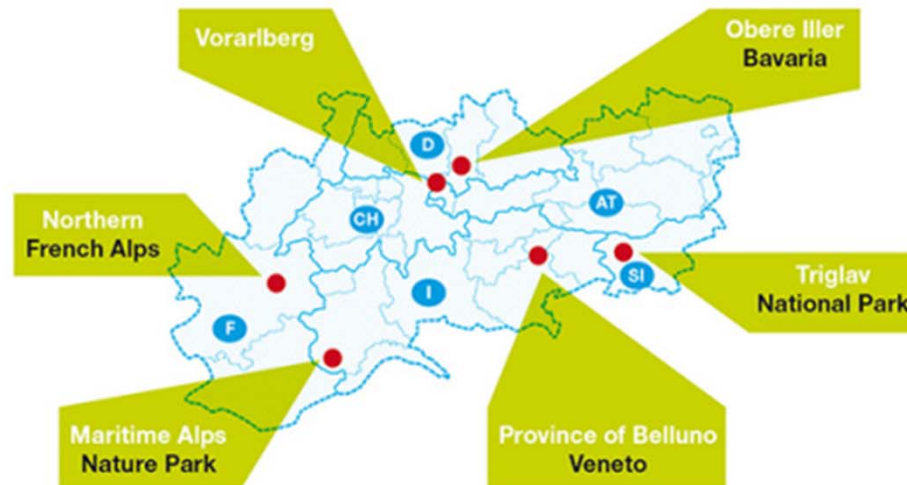 Vorarlberg
Obere Iller
Bavaria
D
Northern
French Alps
CH
AT
I
SI
Triglav
National Park
F
Maritime Alps
Nature Park
Province of Belluno
Veneto